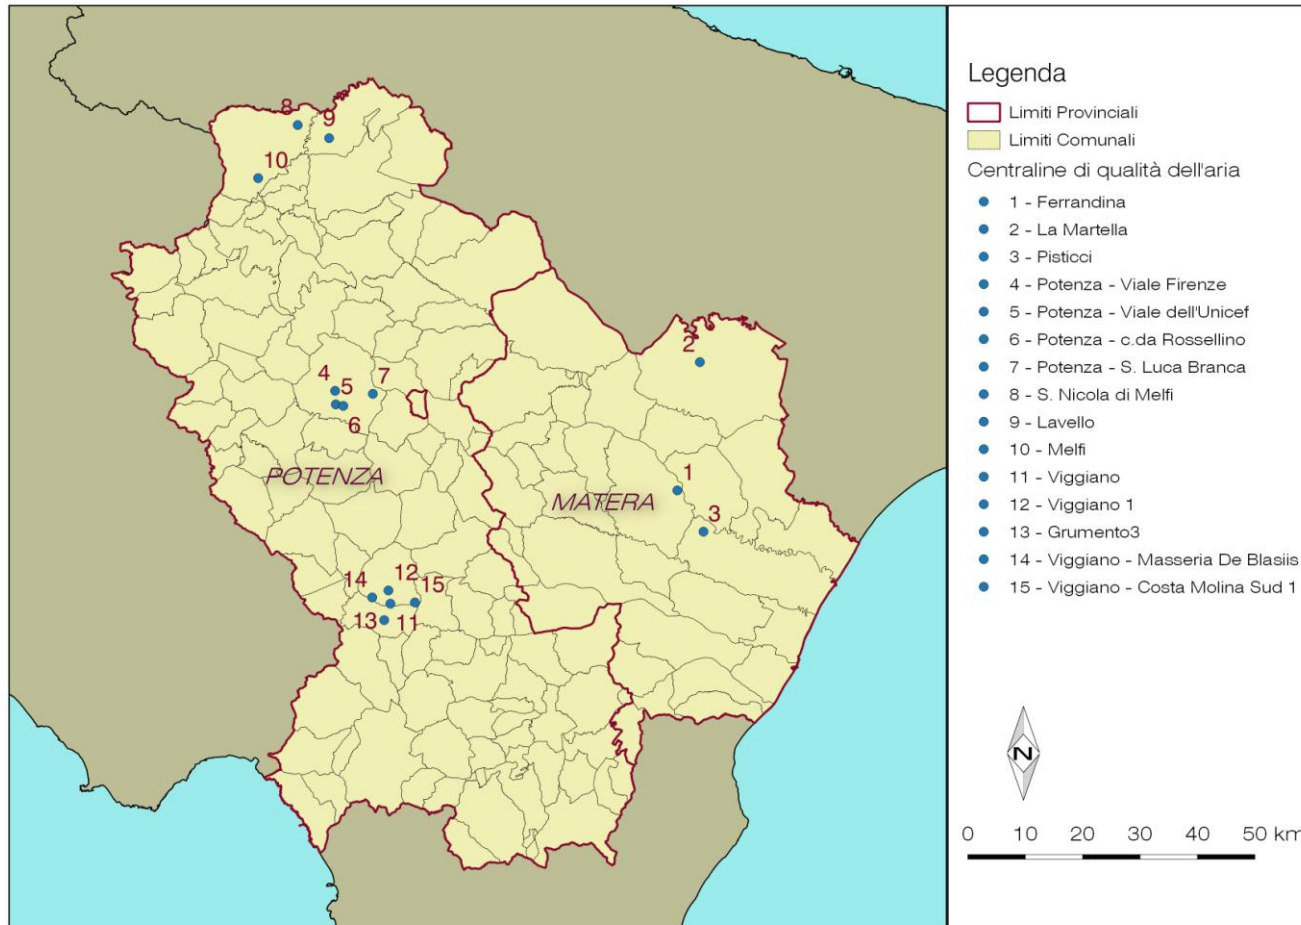 8
9
10
2
4
5
7
6
POTENZA
1
MATERA
3
14
12
15
13
11
Legenda
Limiti Provinciali
Limiti Comunali
Centraline di qualità dell'aria
1 - Ferrandina
2 - La Martella
3 - Pisticci
4 - Potenza - Viale Firenze
5 - Potenza - Viale dell'Unicef
6 - Potenza - c.da Rossellino
7 - Potenza - S. Luca Branca
8 - S. Nicola di Melfi
9 - Lavello
10 - Melfi
11 - Viggiano
12 - Viggiano 1
13 - Grumento3
14 - Viggiano - Masseria De Blasiis
15 - Viggiano - Costa Molina Sud 1
N
0 10 20 30 40 50 km